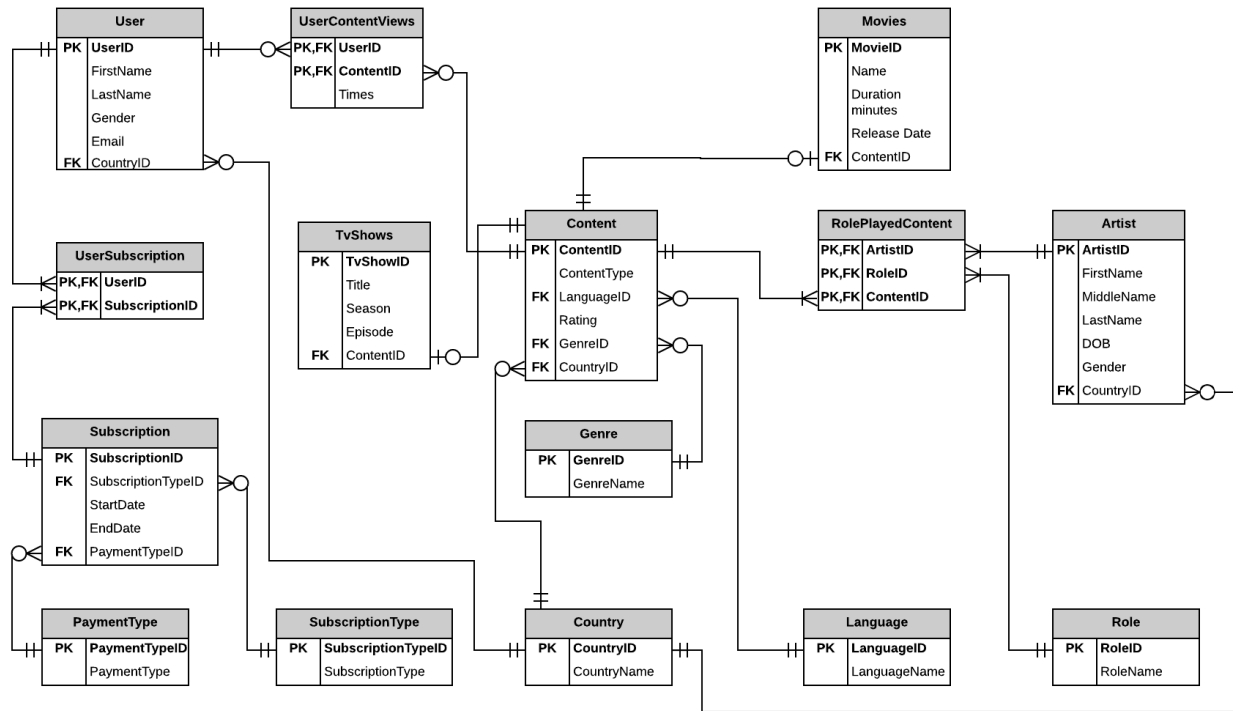 User
PK UserID
FirstName
LastName
Gender
Email
FK CountryID
UserContentViews
PK,FK UserID
PK,FK ContentID
Times
Movies
PK MovieID
Name
Duration
minutes
Release Date
FK ContentID
UserSubscription
PK,FK UserID
PK,FK SubscriptionID
TvShows
PK TvShowID
Title
Season
Episode
FK ContentID
Content
PK ContentID
ContentType
FK LanguageID
Rating
FK GenreID
FK CountryID
RolePlayedContent
PK,FK ArtistID
PK,FK RoleID
PK,FK ContentID
Artist
PK ArtistID
FirstName
MiddleName
LastName
DOB
Gender
FK CountryID
Subscription
PK SubscriptionID
FK SubscriptionTypeID
StartDate
EndDate
FK PaymentTypeID
Genre
PK GenreID
GenreName
PaymentType
PK PaymentTypeID
PaymentType
SubscriptionType
PK SubscriptionTypeID
SubscriptionType
Country
PK CountryID
CountryName
Language
PK LanguageID
LanguageName
Role
PK RoleID
RoleName